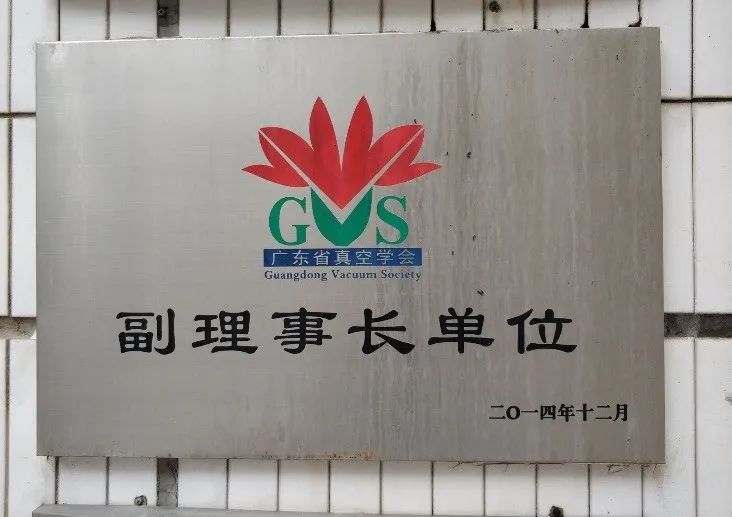 GVS
广东省真空学会
Guangdong Vacuum Society
副理事长单位
二〇一四年十二月